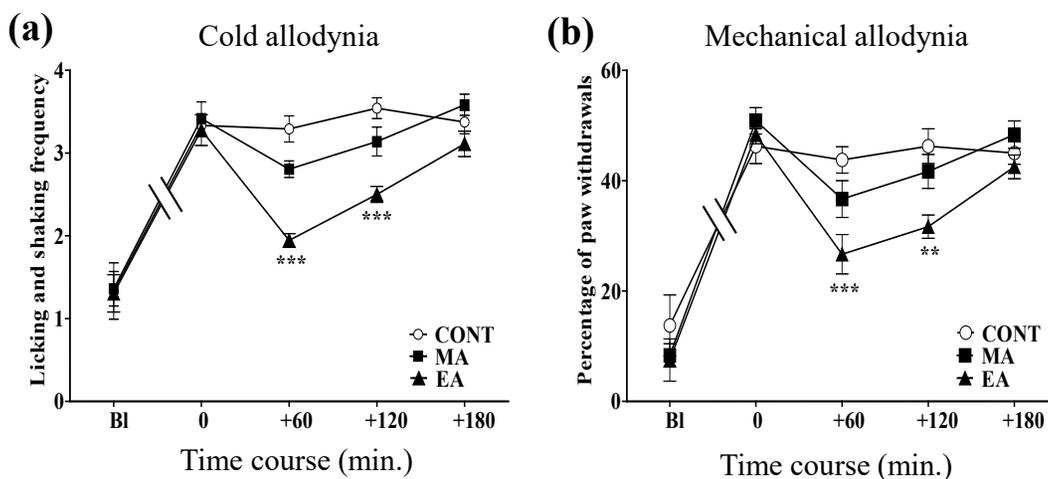 (a)
Cold allodynia
Licking and shaking frequency
4
3
2
1
0
***
***
CONT
MA
EA
Bl 0 +60 +120 +180
Time course (min.)
(b)
Mechanical allodynia
Percentage of paw withdrawals
60
40
20
0
***
**
CONT
MA
EA
Bl 0 +60 +120 +180
Time course (min.)